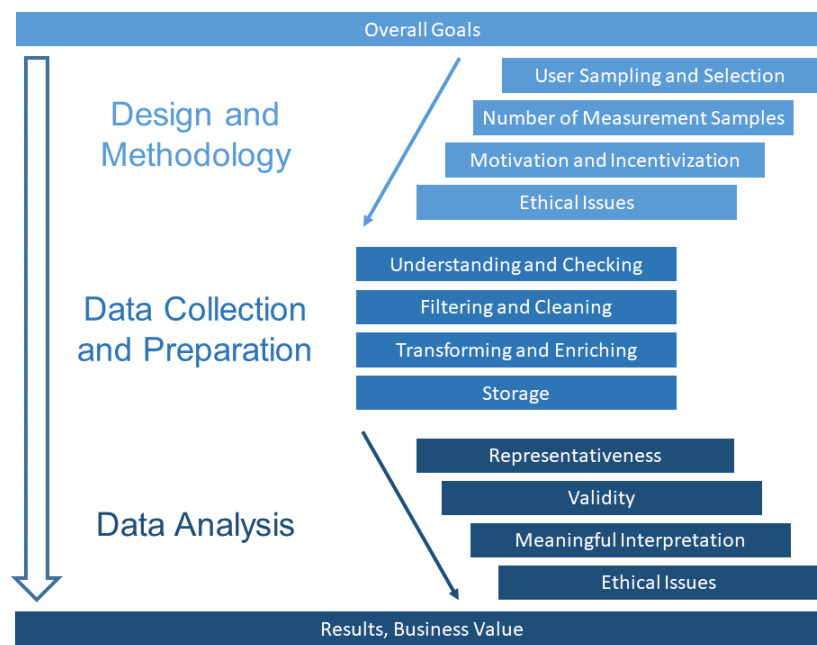 Overall Goals
Design and
Methodology
User Sampling and Selection
Number of Measurement Samples
Motivation and Incentivization
Ethical Issues
Data Collection
and Preparation
Understanding and Checking
Filtering and Cleaning
Transforming and Enriching
Storage
Data Analysis
Representativeness
Validity
Meaningful Interpretation
Ethical Issues
Results, Business Value